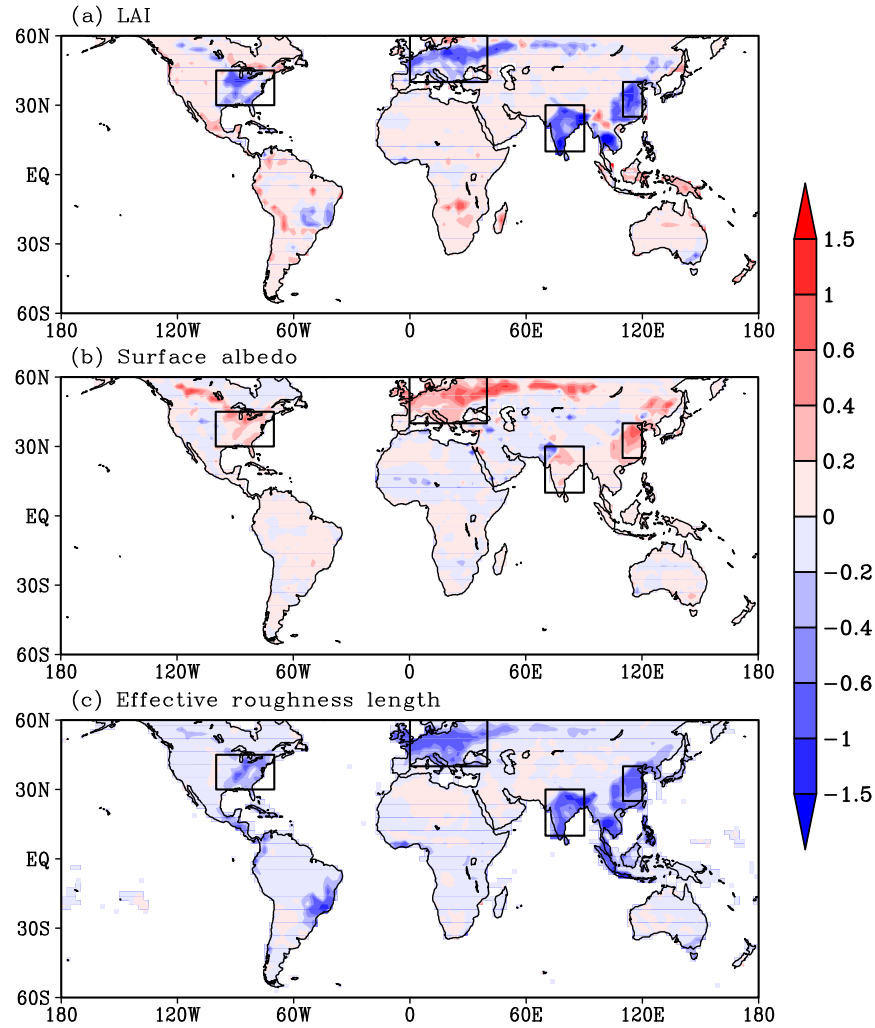 (a) LAI
60N
30N
EQ
30S
60S
180 120W 60W 0 60E 120E 180
(b) Surface albedo
60N
30N
EQ
30S
60S
180 120W 60W 0 60E 120E 180
(c) Effective roughness length
60N
30N
EQ
30S
60S
180 120W 60W 0 60E 120E 180
1.5
1
0.6
0.4
0.2
0
−0.2
−0.4
−0.6
−1
−1.5